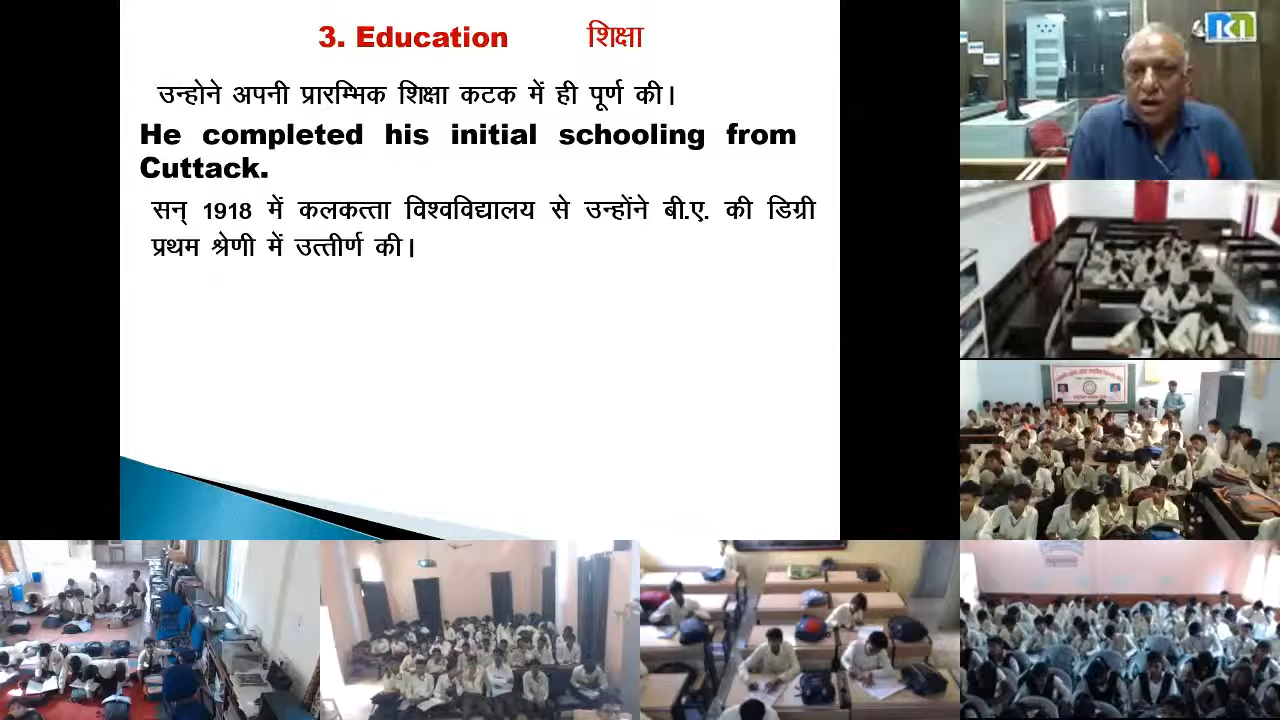 3. Education शिक्षा
उन्होने अपनी प्रारम्भिक शिक्षा कटक में ही पूर्ण की।
He completed his initial schooling from
Cuttack.
सन् 1918 में कलकत्ता विश्वविद्यालय से उन्होंने बी.ए. की डिग्री
प्रथम श्रेणी में उत्तीर्ण की।